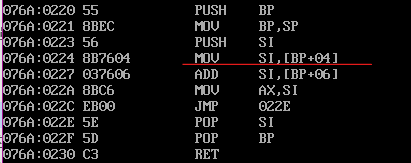 076A:0220 55 PUSH BP
076A:0221 8BEC MOV BP,SP
076A:0223 56 PUSH SI
076A:0224 8B7604 MOV SI,[BP+04]
076A:0227 037606 ADD SI,[BP+06]
076A:022A 8BC6 MOV AX,SI
076A:022C EB00 JMP 022E
076A:022E 5E POP SI
076A:022F 5D POP BP
076A:0230 C3 RET